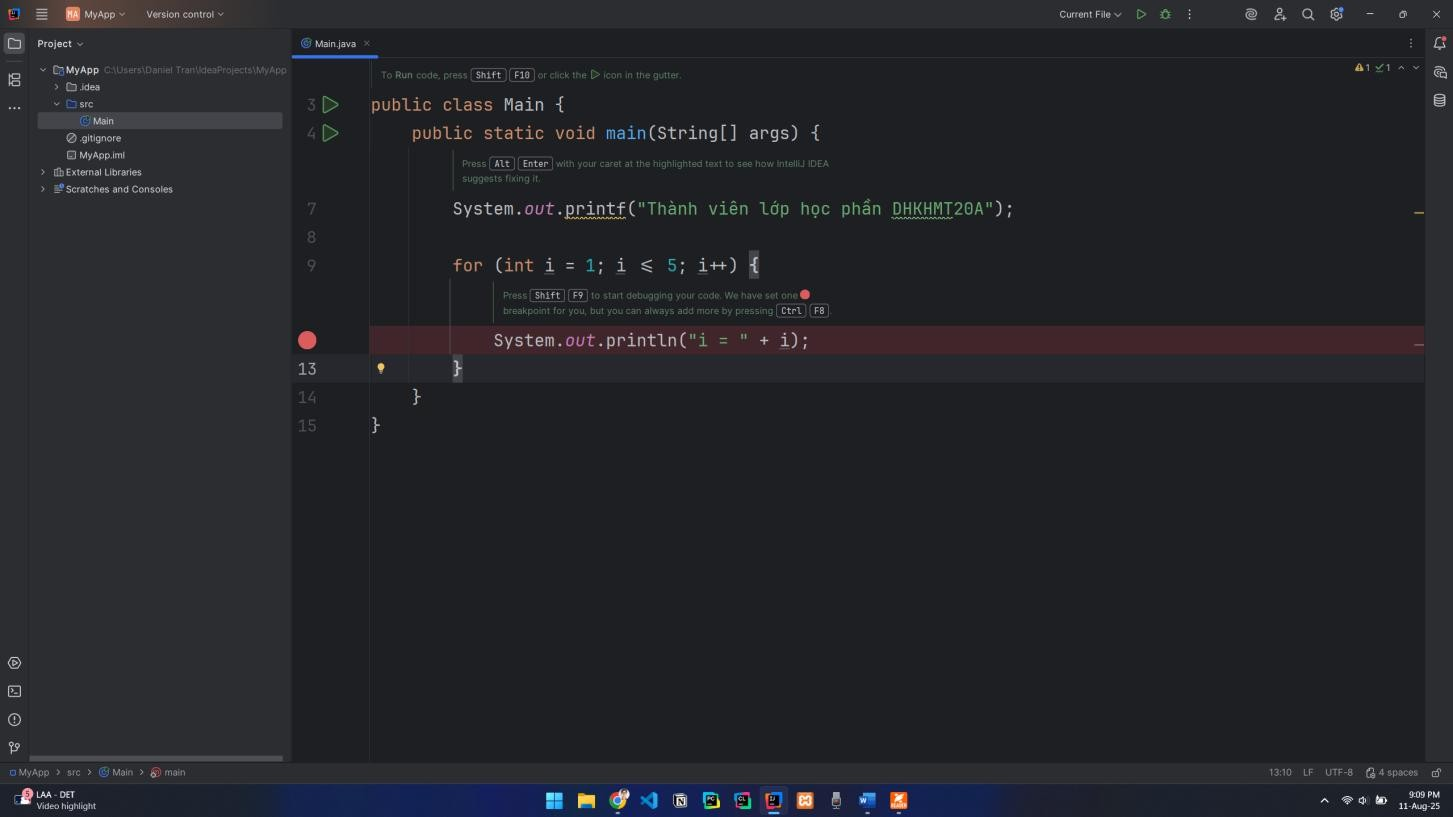 MA MyApp Version control Current File
Project
Main.java
MyApp C:\Users\Daniel Tran\IdeaProjects\MyApp
.idea
src
Main
.gitignore
MyApp.iml
External Libraries
Scratches and Consoles
To Run code, press Shift F10 or click the icon in the gutter.
1 1
3 public class Main {
4 public static void main(String[] args) {
Press Alt Enter with your caret at the highlighted text to see how IntelliJ IDEA
suggests fixing it.
7 System.out.printf("Thành viên lớp học phần DHKHMT20A");
8
9 for (int i = 1; i <= 5; i++) {
Press Shift F9 to start debugging your code. We have set one
breakpoint for you, but you can always add more by pressing Ctrl F8.
System.out.println("i = " + i);
13 }
14 }
15 }
MyApp > src > Main > main
13:10 LF UTF-8 4 spaces
5 LAA - DET
Video highlight
PC CL IJ
9:09 PM
11-Aug-25